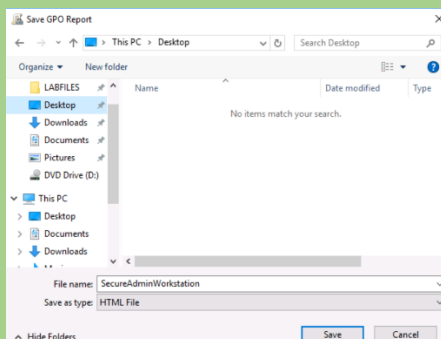 Save GPO Report
This PC > Desktop
Search Desktop
Organize
New folder
LABFILES
Desktop
Downloads
Documents
Pictures
DVD Drive (D:)
This PC
Desktop
Documents
Downloads
Name
Date modified
Type
No items match your search.
File name: SecureAdminWorkstation
Save as type: HTML File
Hide Folders
Save
Cancel